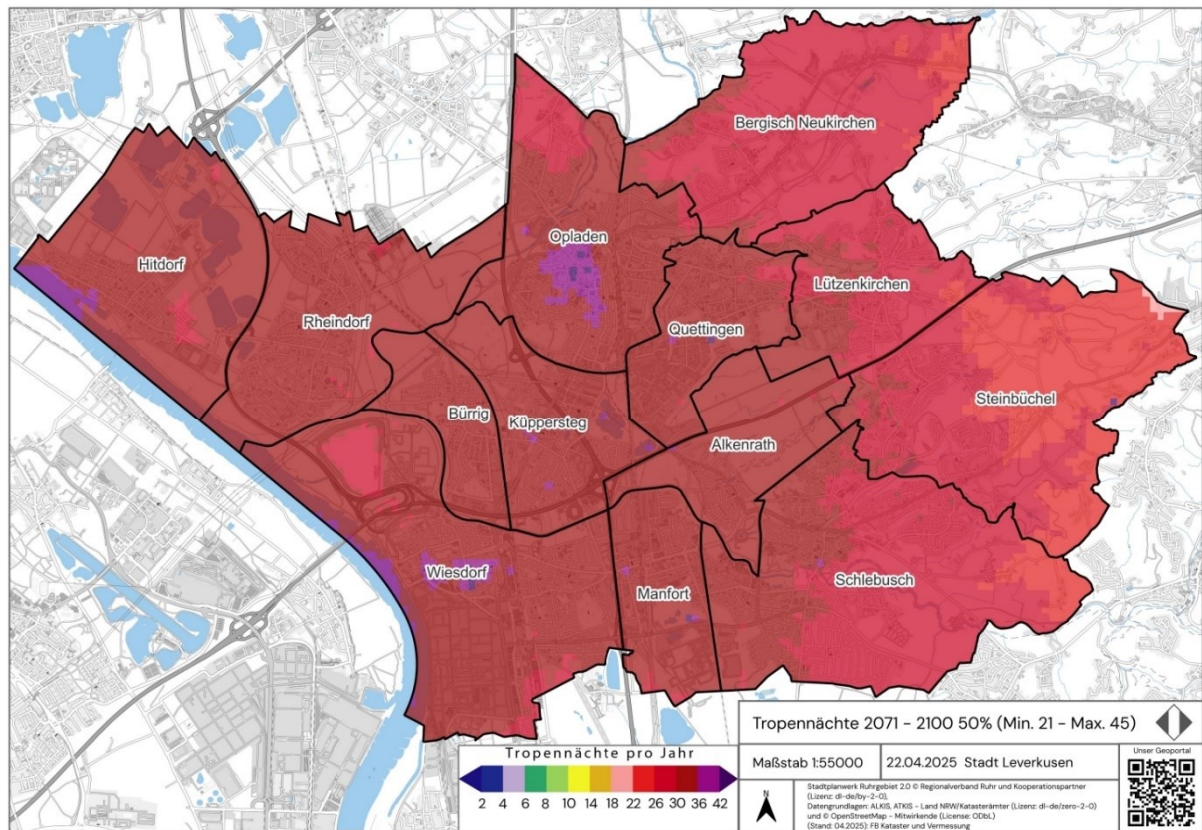 Bergisch Neukirchen
Opladen
Hitdorf
Lützenkirchen
Rheindorf
Quettingen
Steinbüchel
Bürrig
Küppersteg
Alkenrath
Wiesdorf
Schlebusch
Manfort
Tropennächte 2071 - 2100 50% (Min. 21 - Max. 45)
Tropennächte pro Jahr
2 4 6 8 10 14 18 22 26 30 36 42
Maßstab 1:55000
22.04.2025 Stadt Leverkusen
Unser Geoportal
N
Stadtplanwerk Ruhrgebiet 2.0 © Regionalverband Ruhr und Kooperationspartner
(Lizenz: dl-de/by-2-0),
Datengrundlagen: ALKIS, ATKIS - Land NRW/Katasterämter (Lizenz: dl-de/zero-2-0)
und © OpenStreetMap - Mitwirkende (License: ODbL)
(Stand: 04.2025): FB Kataster und Vermessung